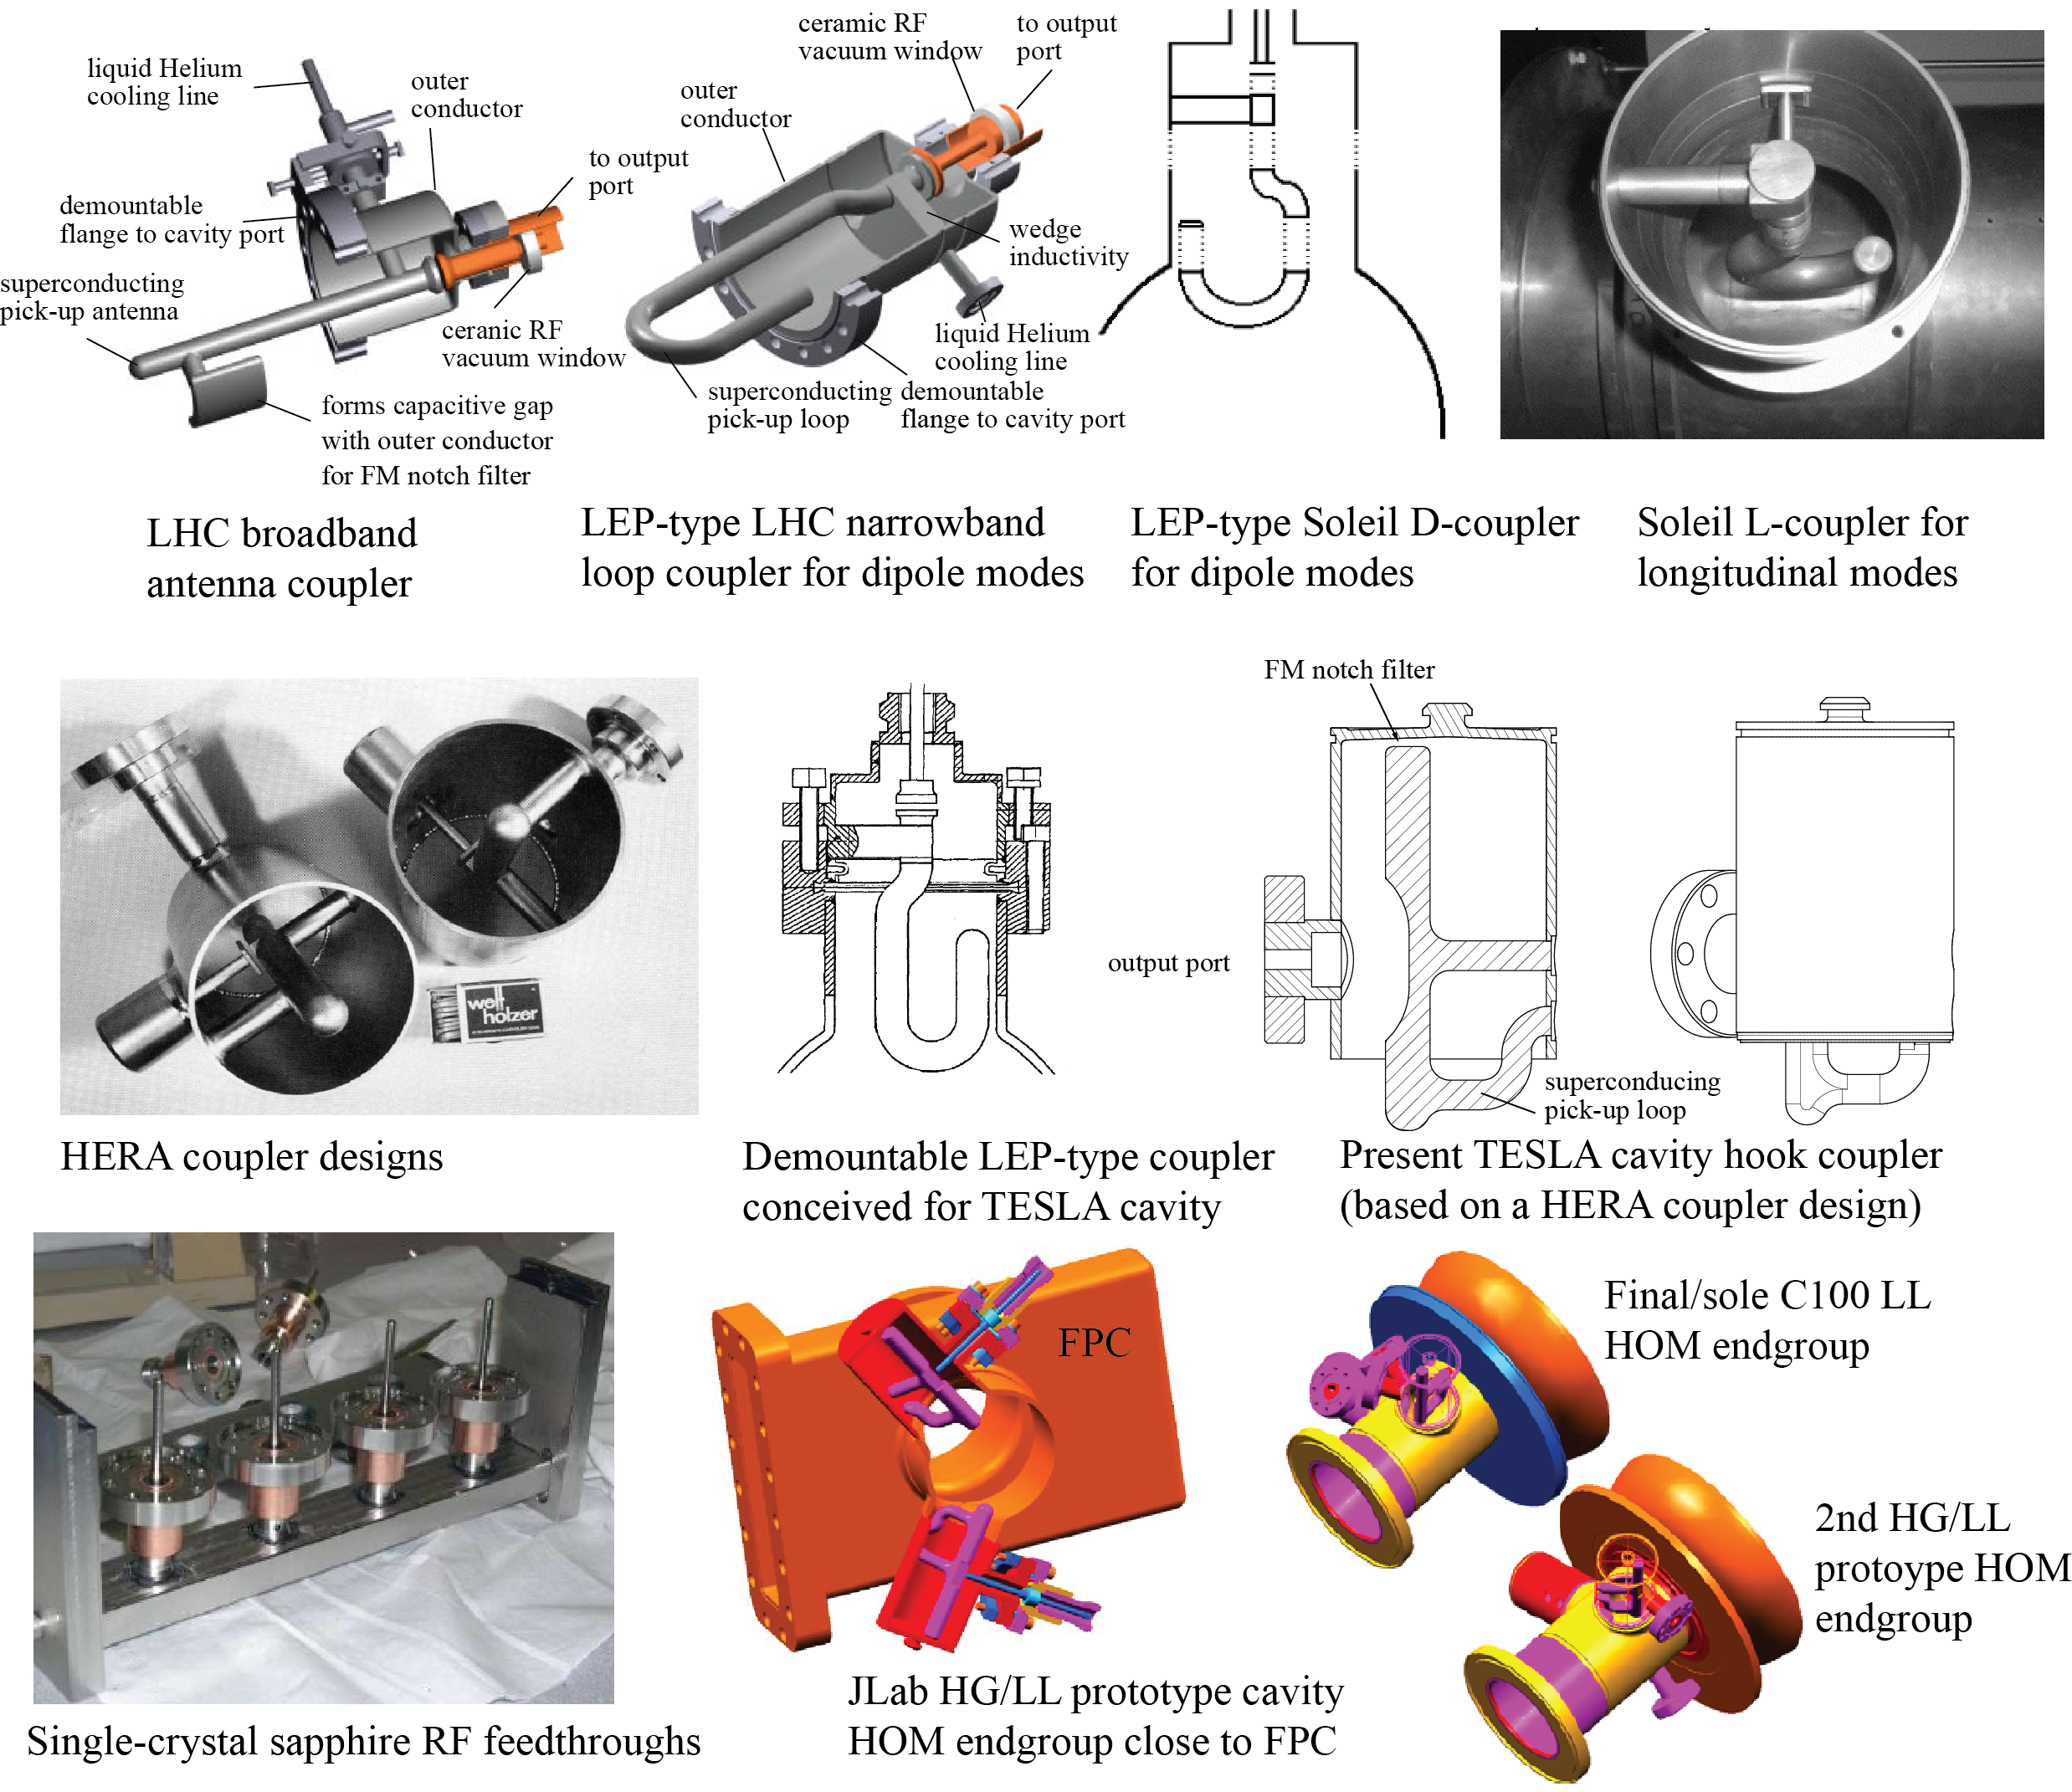 liquid Helium
cooling line
outer
conductor
to output
port
demountable
flange to cavity port
superconducting
pick-up antenna
ceranic RF
vacuum window
forms capacitive gap
with outer conductor
for FM notch filter
LHC broadband
antenna coupler
ceramic RF
vacuum window
to output
port
outer
conductor
wedge
inductivity
liquid Helium
cooling line
superconducting
pick-up loop
demountable
flange to cavity port
LEP-type LHC narrowband
loop coupler for dipole modes
LEP-type Soleil D-coupler
for dipole modes
Soleil L-coupler for
longitudinal modes
welt
holzer
HERA coupler designs
Demountable LEP-type coupler
conceived for TESLA cavity
FM notch filter
output port
superconducing
pick-up loop
Present TESLA cavity hook coupler
(based on a HERA coupler design)
Single-crystal sapphire RF feedthroughs
FPC
JLab HG/LL prototype cavity
HOM endgroup close to FPC
Final/sole C100 LL
HOM endgroup
2nd HG/LL
protoype HOM
endgroup